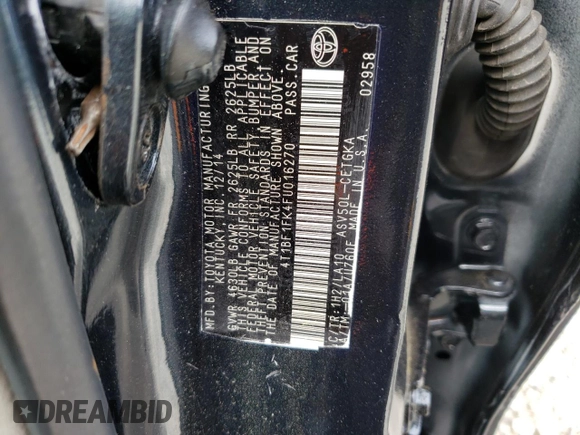 MFD.BY: TOYOTA MOTOR MANUFACTURING
KENTUCKY, INC. 12/14
GVWR 4630LB GAWR FR 2625LB RR 2625LB
THIS VEHICLE CONFORMS TO ALL APPLICABLE
FEDERAL MOTOR VEHICLE SAFETY, BUMPER, AND
THEFT PREVENTION STANDARDS IN EFFECT ON
THE DATE OF MANUFACTURE SHOWN ABOVE.
4T1BF1FK4FU016270 PASS.CAR
C/TR:1H2/LA10 ASV50L-CETGKA
A/TM: U760E MADE IN U.S.A. 02958
DREAMBID